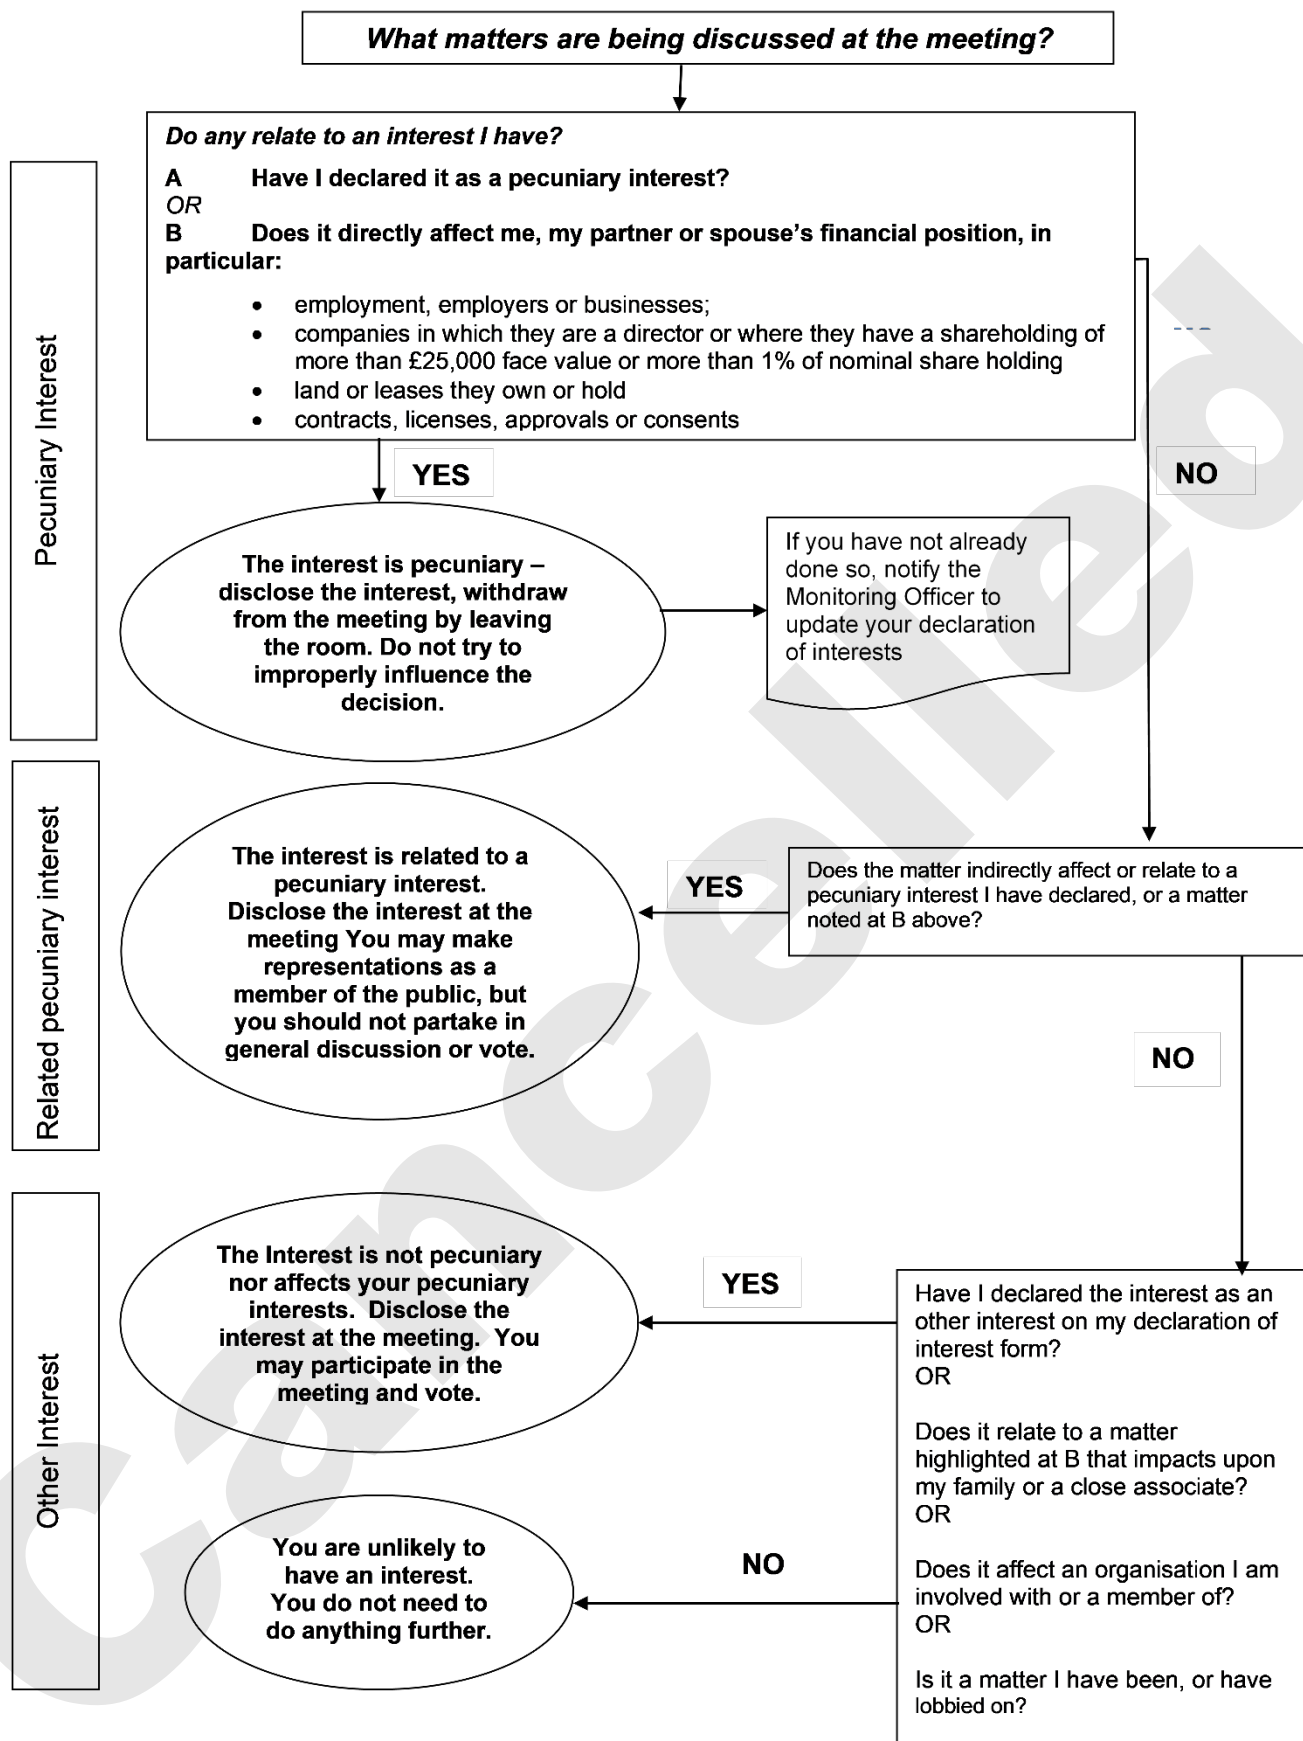 What matters are being discussed at the meeting?
Do any relate to an interest I have?
A Have I declared it as a pecuniary interest?
OR
B Does it directly affect me, my partner or spouse's financial position, in
particular:
• employment, employers or businesses;
• companies in which they are a director or where they have a shareholding of
more than £25,000 face value or more than 1% of nominal share holding
• land or leases they own or hold
• contracts, licenses, approvals or consents
Pecuniary Interest
YES
NO
The interest is pecuniary –
disclose the interest, withdraw
from the meeting by leaving
the room. Do not try to
improperly influence the
decision.
If you have not already
done so, notify the
Monitoring Officer to
update your declaration
of interests
Related pecuniary interest
The interest is related to a
pecuniary interest.
Disclose the interest at the
meeting You may make
representations as a
member of the public, but
you should not partake in
general discussion or vote.
YES
Does the matter indirectly affect or relate to a
pecuniary interest I have declared, or a matter
noted at B above?
NO
Other Interest
The Interest is not pecuniary
nor affects your pecuniary
interests. Disclose the
interest at the meeting. You
may participate in the
meeting and vote.
YES
Have I declared the interest as an
other interest on my declaration of
interest form?
OR
Does it relate to a matter
highlighted at B that impacts upon
my family or a close associate?
OR
Does it affect an organisation I am
involved with or a member of?
OR
Is it a matter I have been, or have
lobbied on?
NO
You are unlikely to
have an interest.
You do not need to
do anything further.
Cancelled